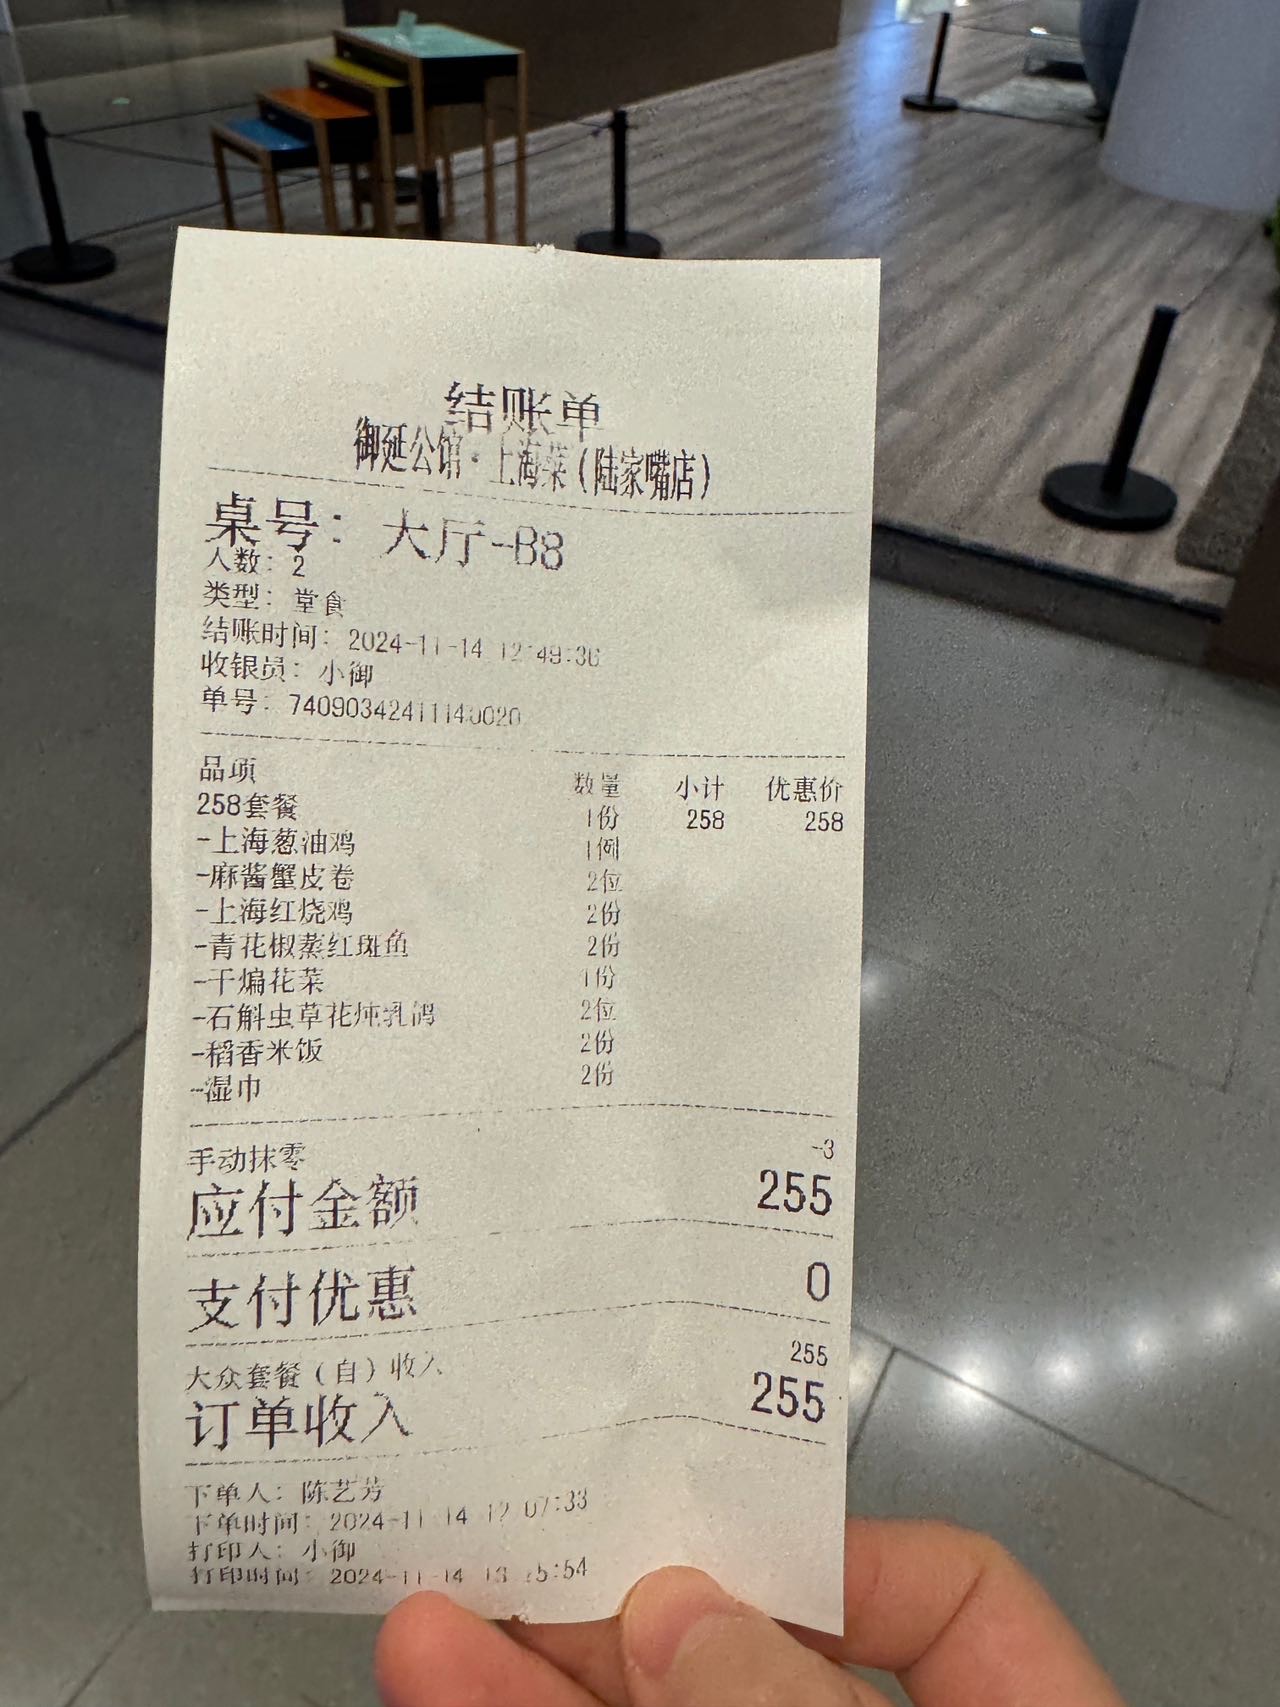 结账单
御延公馆·上海菜（陆家嘴店）
桌号：大厅-B8
人数：2
类型：堂食
结账时间：2024-11-14 12:49:36
收银员：小御
单号：740903424111140020
品项 数量 小计 优惠价
258套餐 1份 258 258
-上海葱油鸡 1例
-麻酱蟹皮卷 2位
-上海红烧鸡 2份
-青花椒蒸红斑鱼 2份
-干煸花菜 1份
-石斛虫草花炖乳鸽 2位
-稻香米饭 2份
-湿巾 2份
手动抹零 -3
应付金额 255
支付优惠 0
大众套餐（自）收入 255
订单收入 255
下单人：陈艺芳
下单时间：2024-11-14 12:07:33
打印人：小御
打印时间：2024-11-14